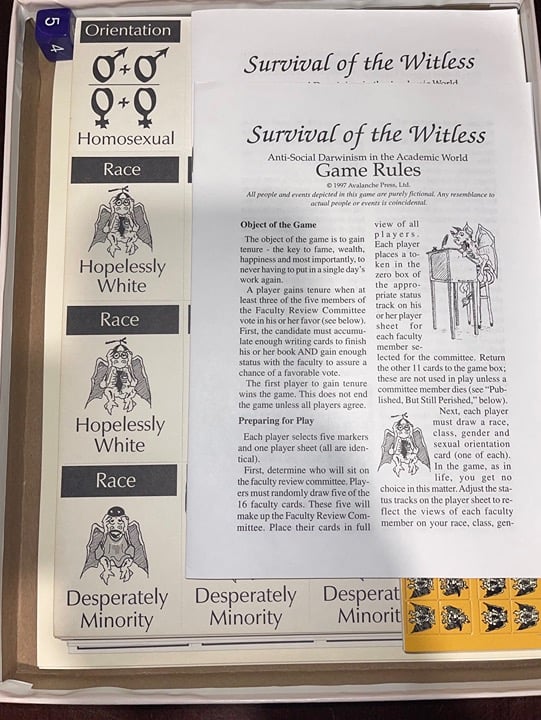 5
4
Orientation
Homosexual
Race
Hopelessly
White
Race
Hopelessly
White
Race
Desperately
Minority
Desperately
Minority
Desperat
Minorit
Survival of the Witless
Survival of the Witless
Anti-Social Darwinism in the Academic World
Game Rules
© 1997 Avalanche Press, Ltd.
All people and events depicted in this game are purely fictional. Any resemblance to
actual people or events is coincidental.
Object of the Game
The object of the game is to gain
tenure - the key to fame, wealth,
happiness and most importantly, to
never having to put in a single day's
work again.
A player gains tenure when at
least three of the five members of
the Faculty Review Committee
vote in his or her favor (see below).
First, the candidate must accumu-
late enough writing cards to finish
his or her book AND gain enough
status with the faculty to assure a
chance of a favorable vote.
The first player to gain tenure
wins the game. This does not end
the game unless all players agree.
Preparing for Play
Each player selects five markers
and one player sheet (all are iden-
tical).
First, determine who will sit on
the faculty review committee. Play-
ers must randomly draw five of the
16 faculty cards. These five will
make up the Faculty Review Com-
mittee. Place their cards in full
view of all
players.
Each player
places a to-
ken in the
zero box of
the appro-
priate status
track on his
or her player
sheet for
each faculty
member se-
lected for the committee. Return
the other 11 cards to the game box;
these are not used in play unless a
committee member dies (see "Pub-
lished, But Still Perished," below).
Next, each player
must draw a race,
class, gender and
sexual orientation
card (one of each).
In the game, as in
life, you get no
choice in this matter. Adjust the sta-
tus tracks on the player sheet to re-
flect the views of each faculty
member on your race, class, gen-